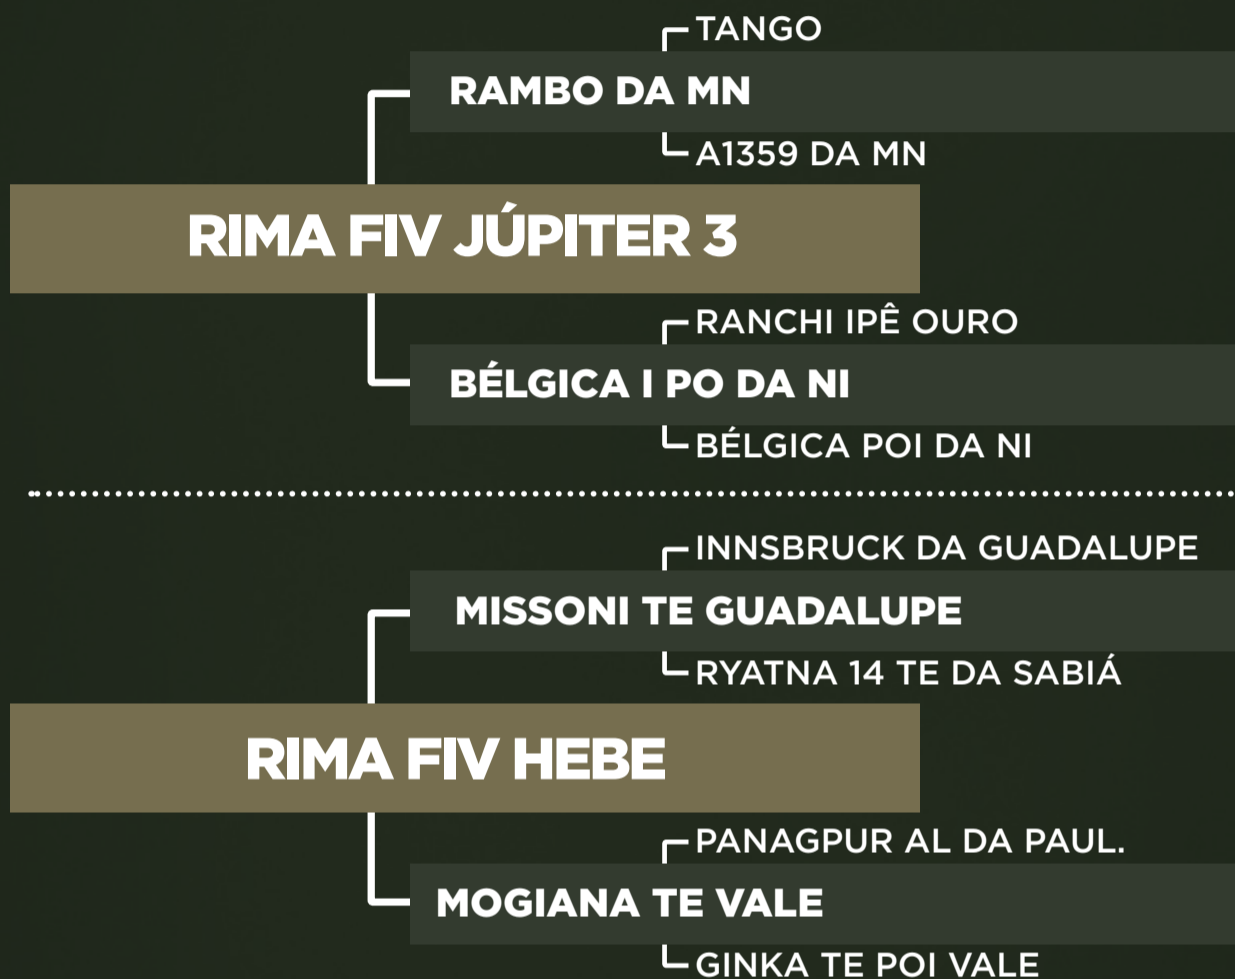 TANGO
RAMBO DA MN
A1359 DA MN
RIMA FIV JÚPITER 3
RANCHI IPÊ OURO
BÉLGICA I PO DA NI
BÉLGICA POI DA NI
INNSBRUCK DA GUADALUPE
MISSONI TE GUADALUPE
RYATNA 14 TE DA SABIÁ
RIMA FIV HEBE
PANAGPUR AL DA PAUL.
MOGIANA TE VALE
GINKA TE POI VALE